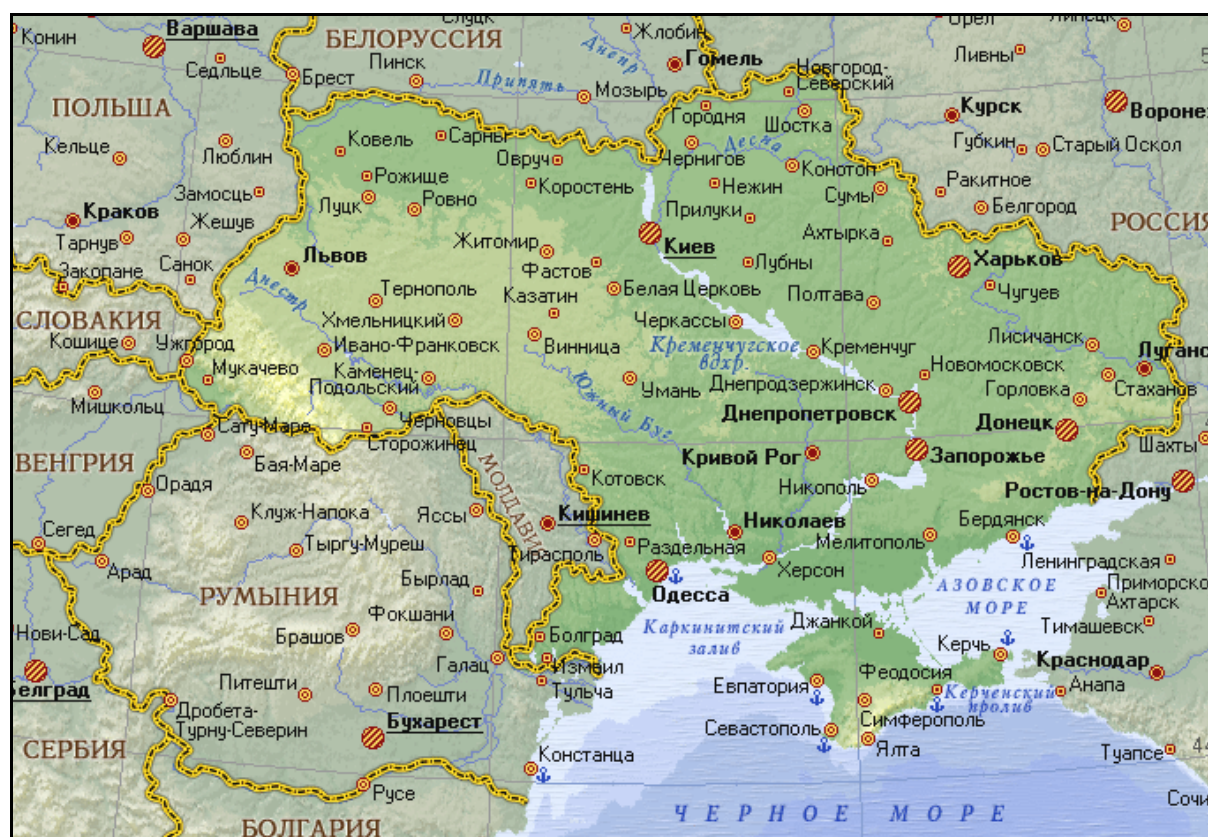 Варшава
Конин
Седльце
Брест
БЕЛОРУССИЯ
Пинск
Слуцк
Жлобин
Днепр
Гомель
Припять
Мозырь
Новгород-
Северский
Орел
Ливны
Липецк
Курск
Воронеж
Губкин
Старый Оскол
ПОЛЬША
Кельце
Люблин
Замосць
Краков
Тарнув
Жешув
Закопане
Санок
Ковель
Сарны
Рожище
Луцк
Ровно
Овруч
Коростень
Городня
Шостка
Чернигов
Десна
Конотоп
Нежин
Сумы
Прилуки
Ракитное
Белгород
РОССИЯ
Львов
Житомир
Фастов
Киев
Ахтырка
Лубны
Харьков
Чугуев
Днестр
Тернополь
Казатин
Белая Церковь
Полтава
СЛОВАКИЯ
Кошице
Ужгород
Хмельницкий
Ивано-Франковск
Винница
Черкассы
Кременчугское
вдхр.
Кременчуг
Лисичанск
Луганск
Мукачево
Каменец-
Подольский
Умань
Южный Буг
Днепродзержинск
Новомосковск
Горловка
Стаханов
Мишкольц
Черновцы
Днепропетровск
Донецк
Сату-Маре
Сторожинец
Шахты
ВЕНГРИЯ
Бая-Маре
МОЛДАВИЯ
Котовск
Кривой Рог
Запорожье
Орадя
Никополь
Ростов-на-Дону
Клуж-Напока
Яссы
Кишинев
Николаев
Бердянск
Сегед
Тыргу-Муреш
Тирасполь
Раздельная
Мелитополь
Арад
Херсон
Ленинградская
Бырлад
Одесса
АЗОВСКОЕ
МОРЕ
Приморско
Ахтарск
РУМЫНИЯ
Фокшани
Нови-Сад
Брашов
Болград
Каркинитский
залив
Джанкой
Тимашевск
Галац
Измаил
Керчь
Краснодар
Белград
Питешти
Плоешти
Тульча
Евпатория
Феодосия
Керченский
пролив
Анапа
Дробета-
Турну-Северин
Бухарест
Симферополь
Севастополь
Ялта
СЕРБИЯ
Констанца
Туапсе
44
Русе
Сочи
БОЛГАРИЯ
ЧЕРНОЕ МОРЕ